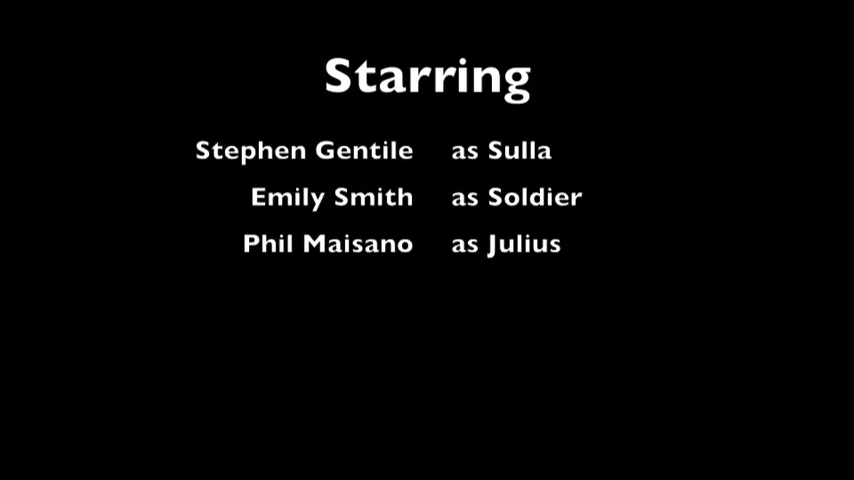 Starring
Stephen Gentile as Sulla
Emily Smith as Soldier
Phil Maisano as Julius